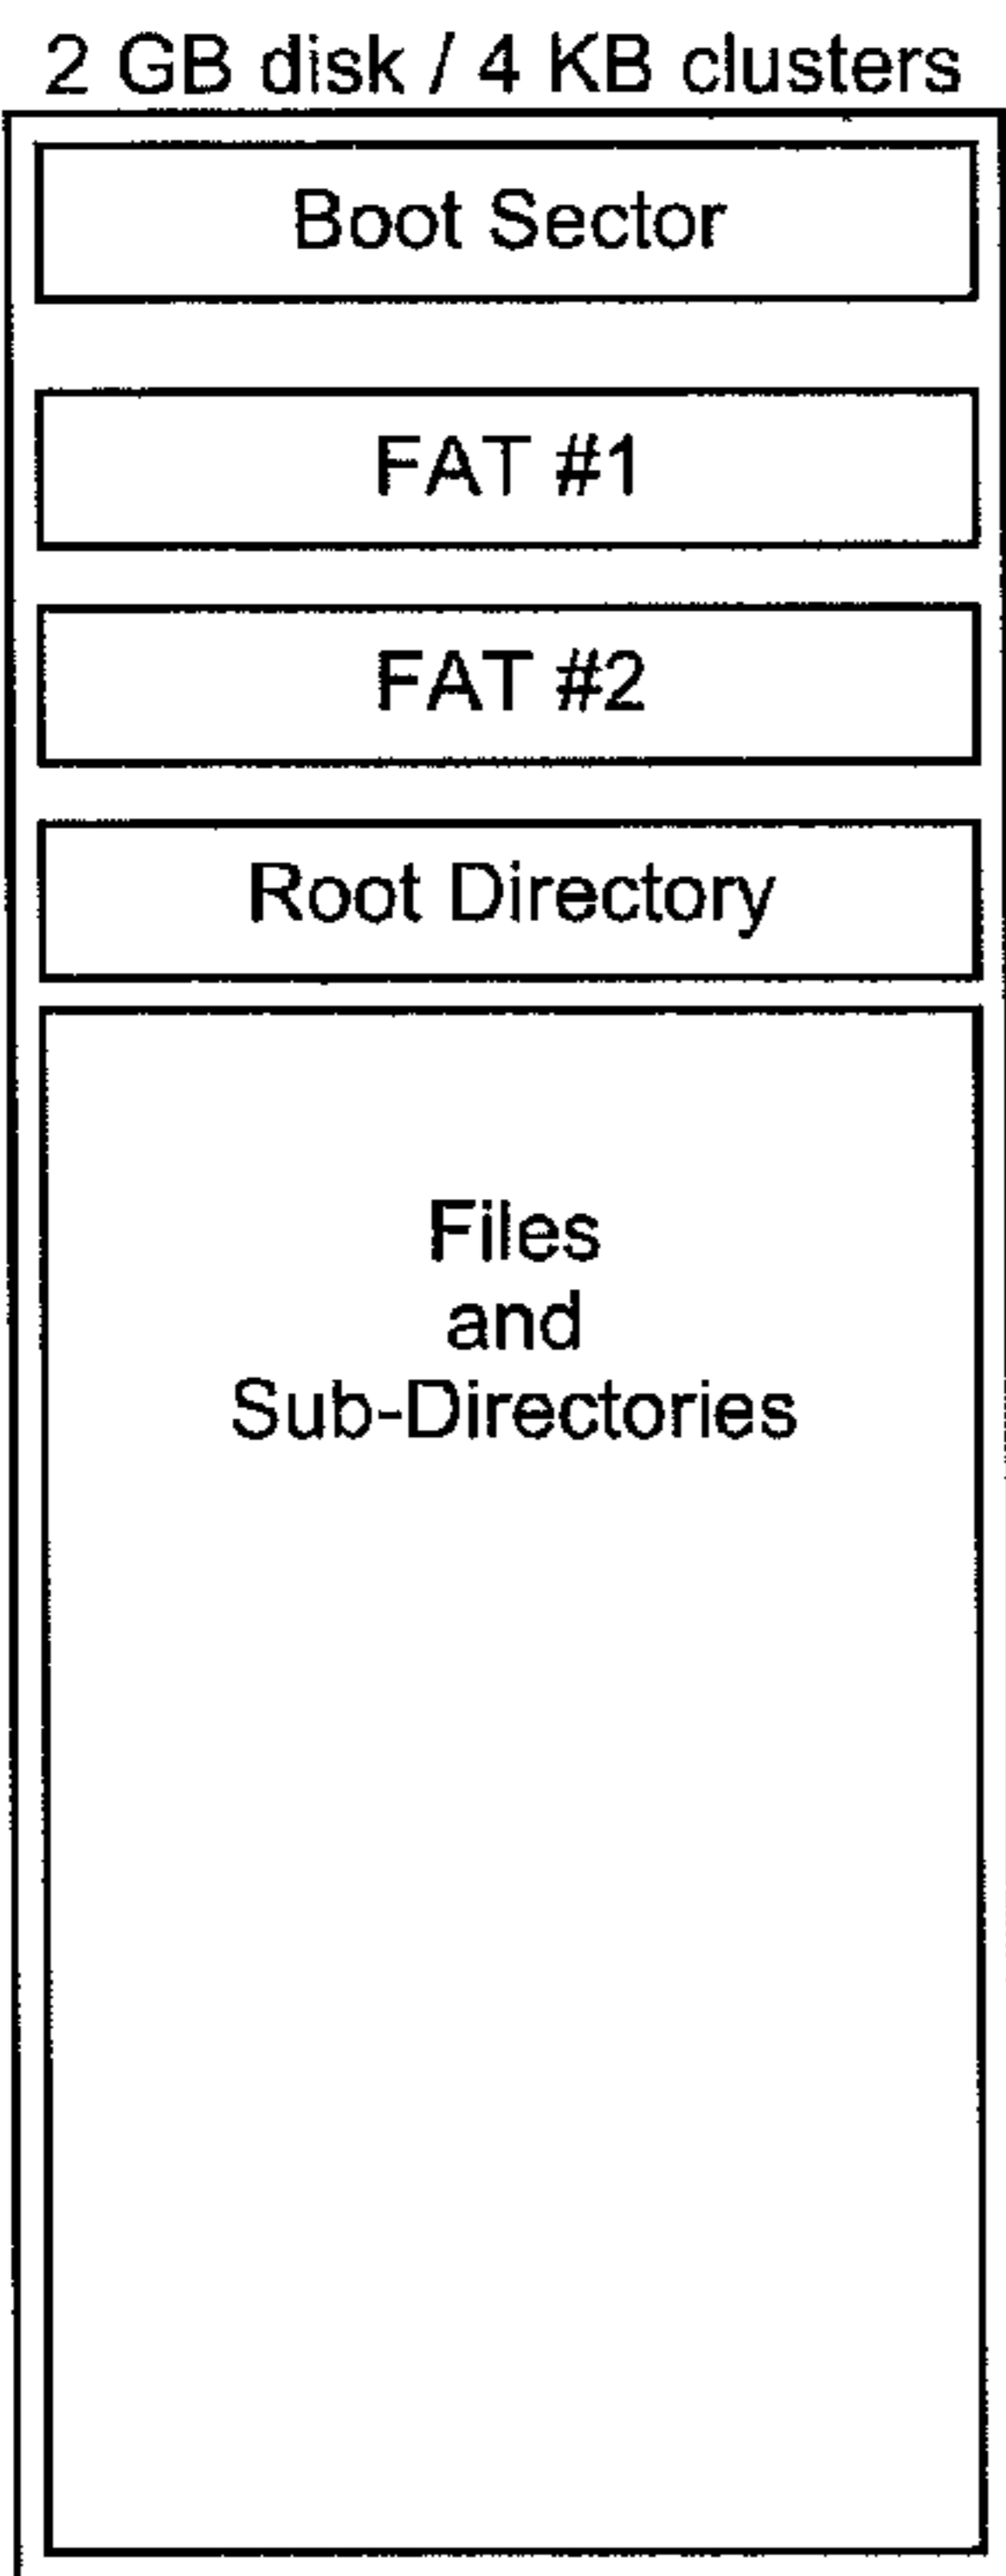 2 GB disk / 4 KB clusters
Boot Sector
FAT #1
FAT #2
Root Directory
Files
and
Sub-Directories